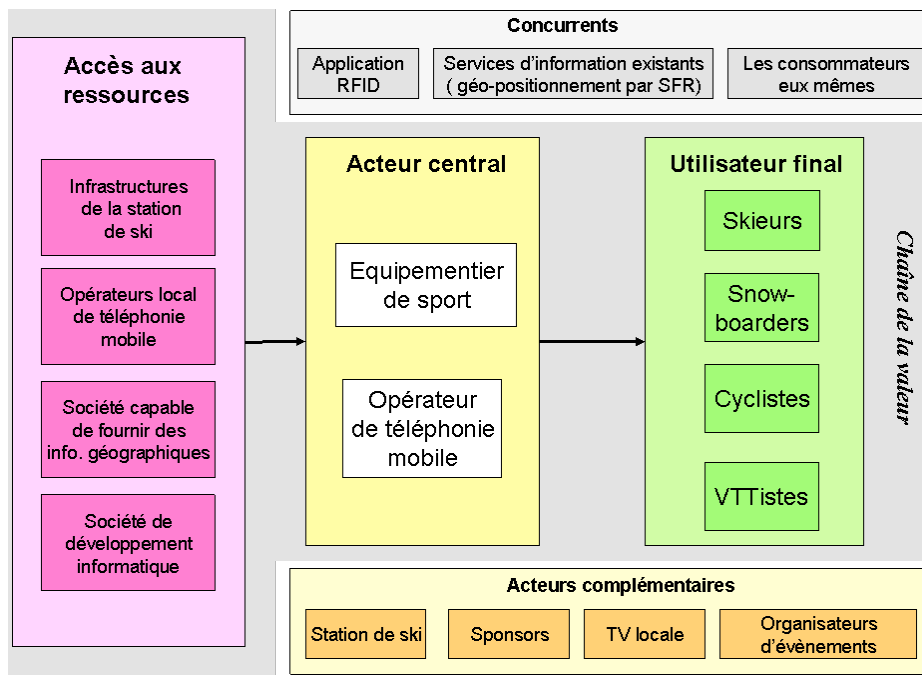 Concurrents
Application
RFID
Services d'information existants
( géo-positionnement par SFR)
Les consommateurs
eux mêmes
Accès aux
ressources
Infrastructures
de la station
de ski
Opérateurs local
de téléphonie
mobile
Société capable
de fournir des
info. géographiques
Société de
développement
informatique
Acteur central
Equipementier
de sport
Opérateur
de téléphonie
mobile
Utilisateur final
Skieurs
Snow-
boarders
Cyclistes
VTTistes
Chaîne de la valeur
Acteurs complémentaires
Station de ski
Sponsors
TV locale
Organisateurs
d'évènements